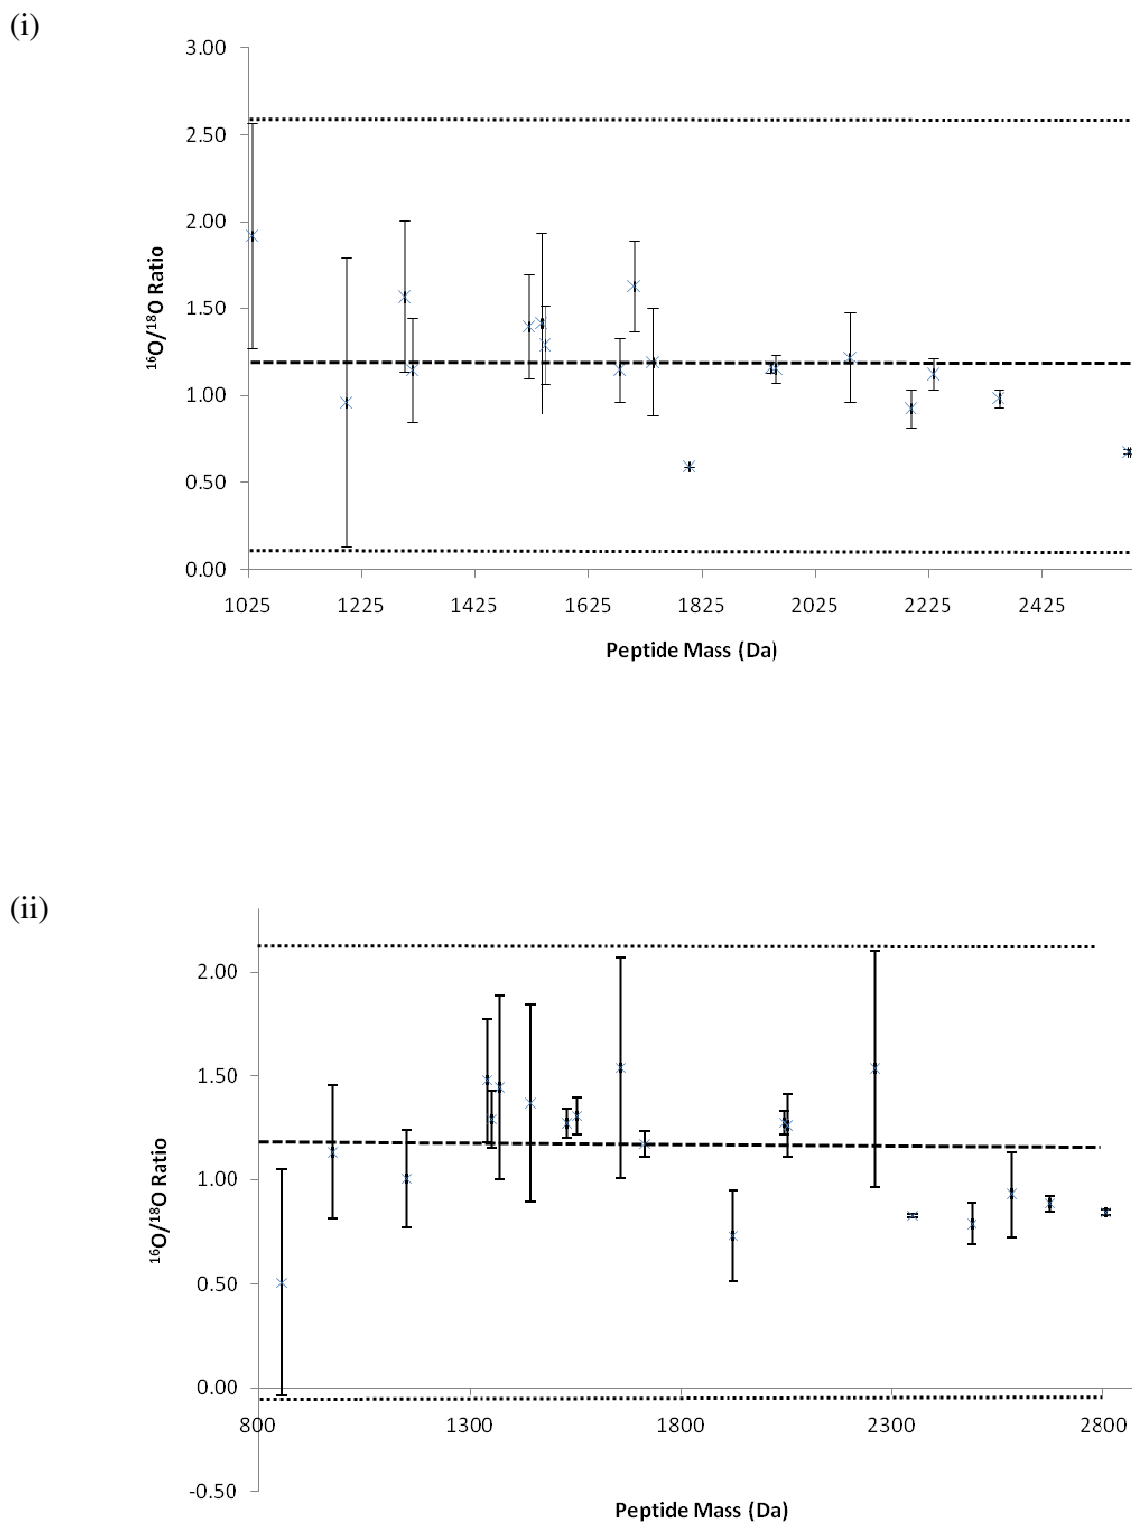 (i)
3.00
2.50
2.00
1.50
1.00
0.50
0.00
¹⁶O/¹⁸O Ratio
1025 1225 1425 1625 1825 2025 2225 2425
Peptide Mass (Da)
(ii)
2.00
1.50
1.00
0.50
0.00
-0.50
¹⁶O/¹⁸O Ratio
800 1300 1800 2300 2800
Peptide Mass (Da)